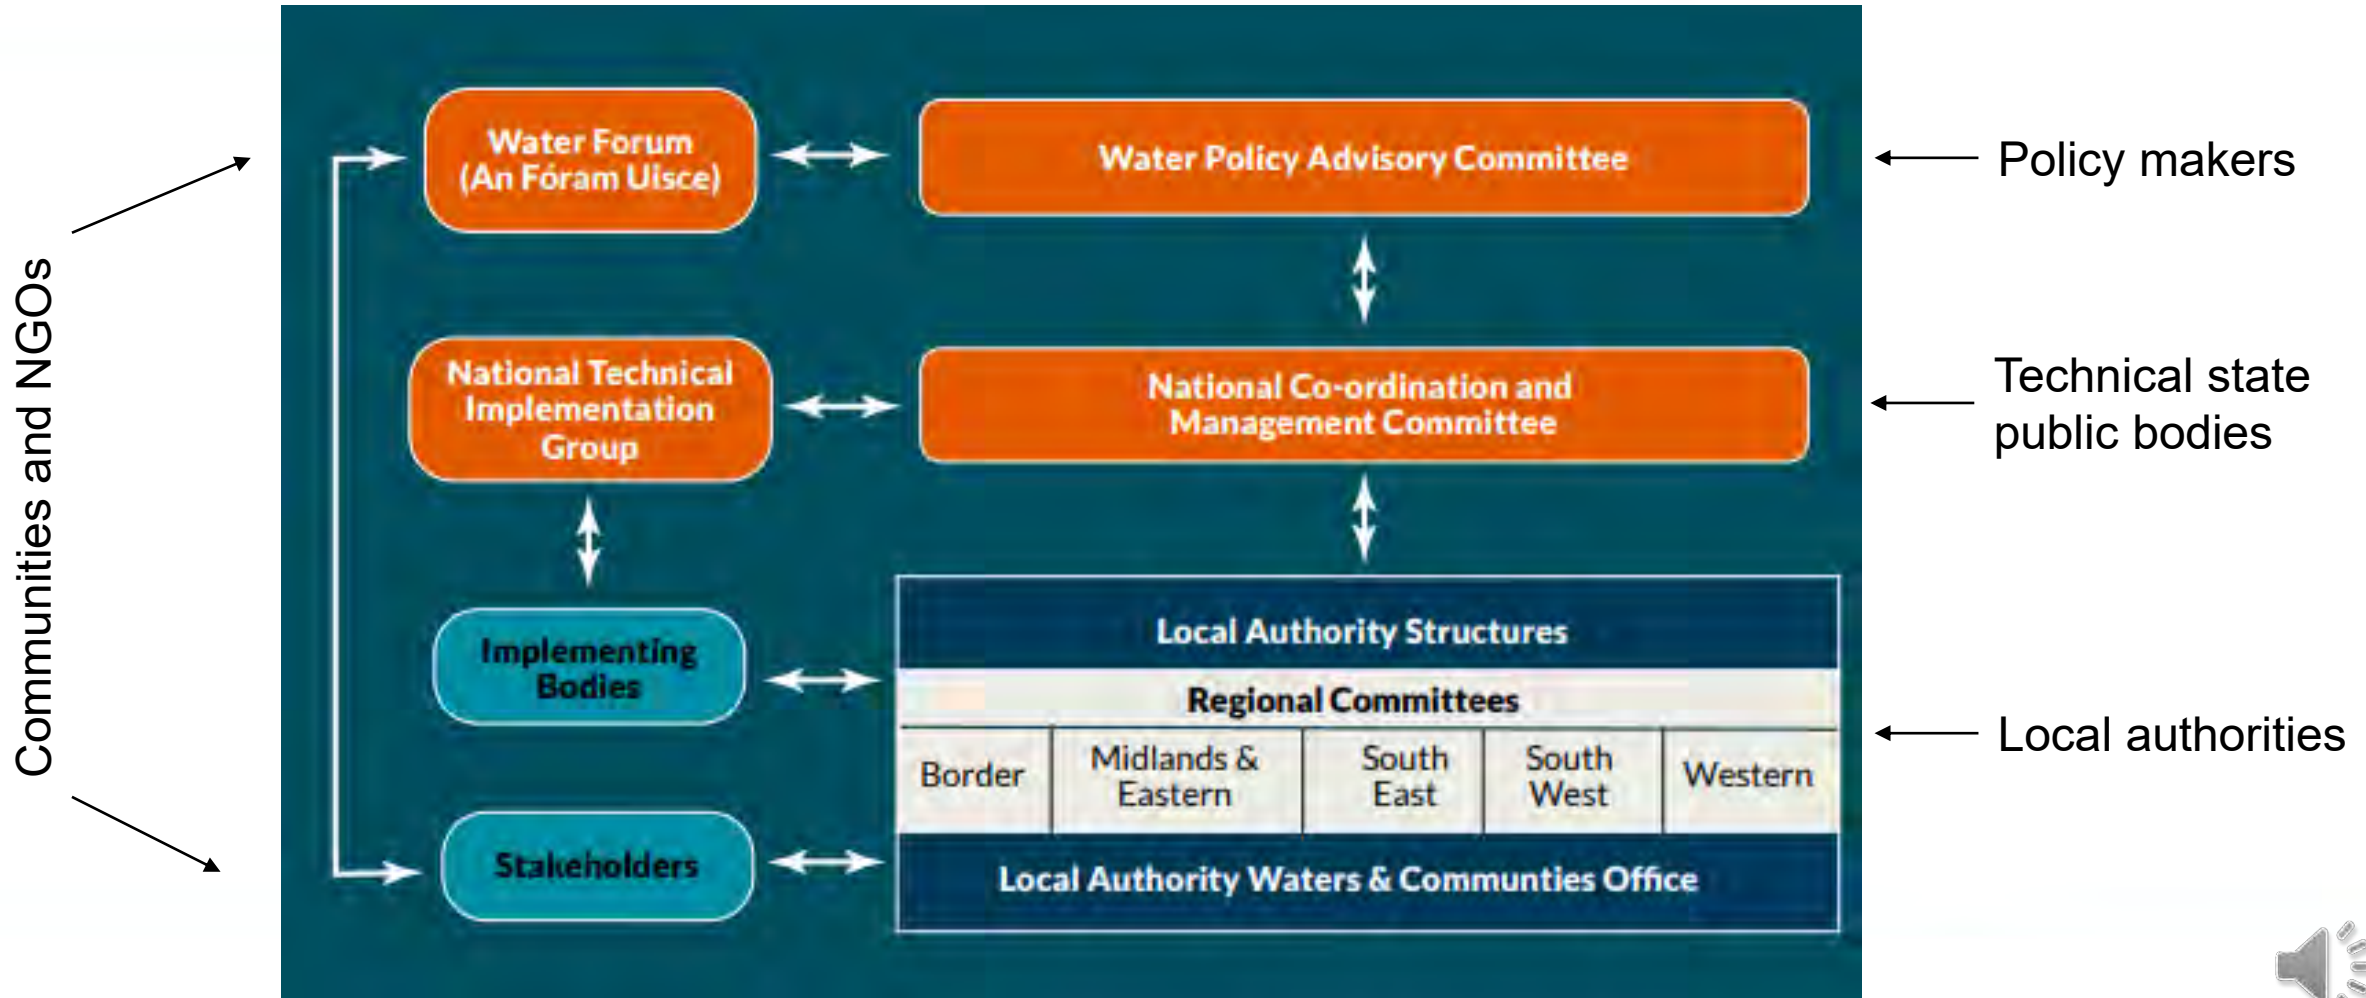 Communities and NGOs
Water Forum
(An Fóram Uisce)
Water Policy Advisory Committee
Policy makers
National Technical
Implementation
Group
National Co-ordination and
Management Committee
Technical state
public bodies
Implementing
Bodies
Local Authority Structures
Regional Committees
Border
Midlands &
Eastern
South
East
South
West
Western
Local authorities
Stakeholders
Local Authority Waters & Communties Office